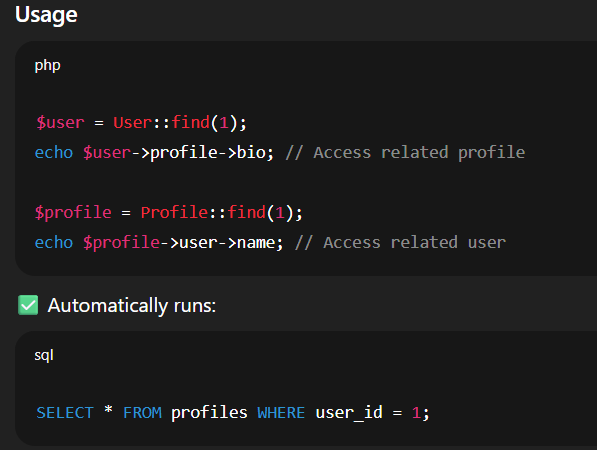 Usage
php
$user = User::find(1);
echo $user->profile->bio; // Access related profile
$profile = Profile::find(1);
echo $profile->user->name; // Access related user
✅ Automatically runs:
sql
SELECT * FROM profiles WHERE user_id = 1;